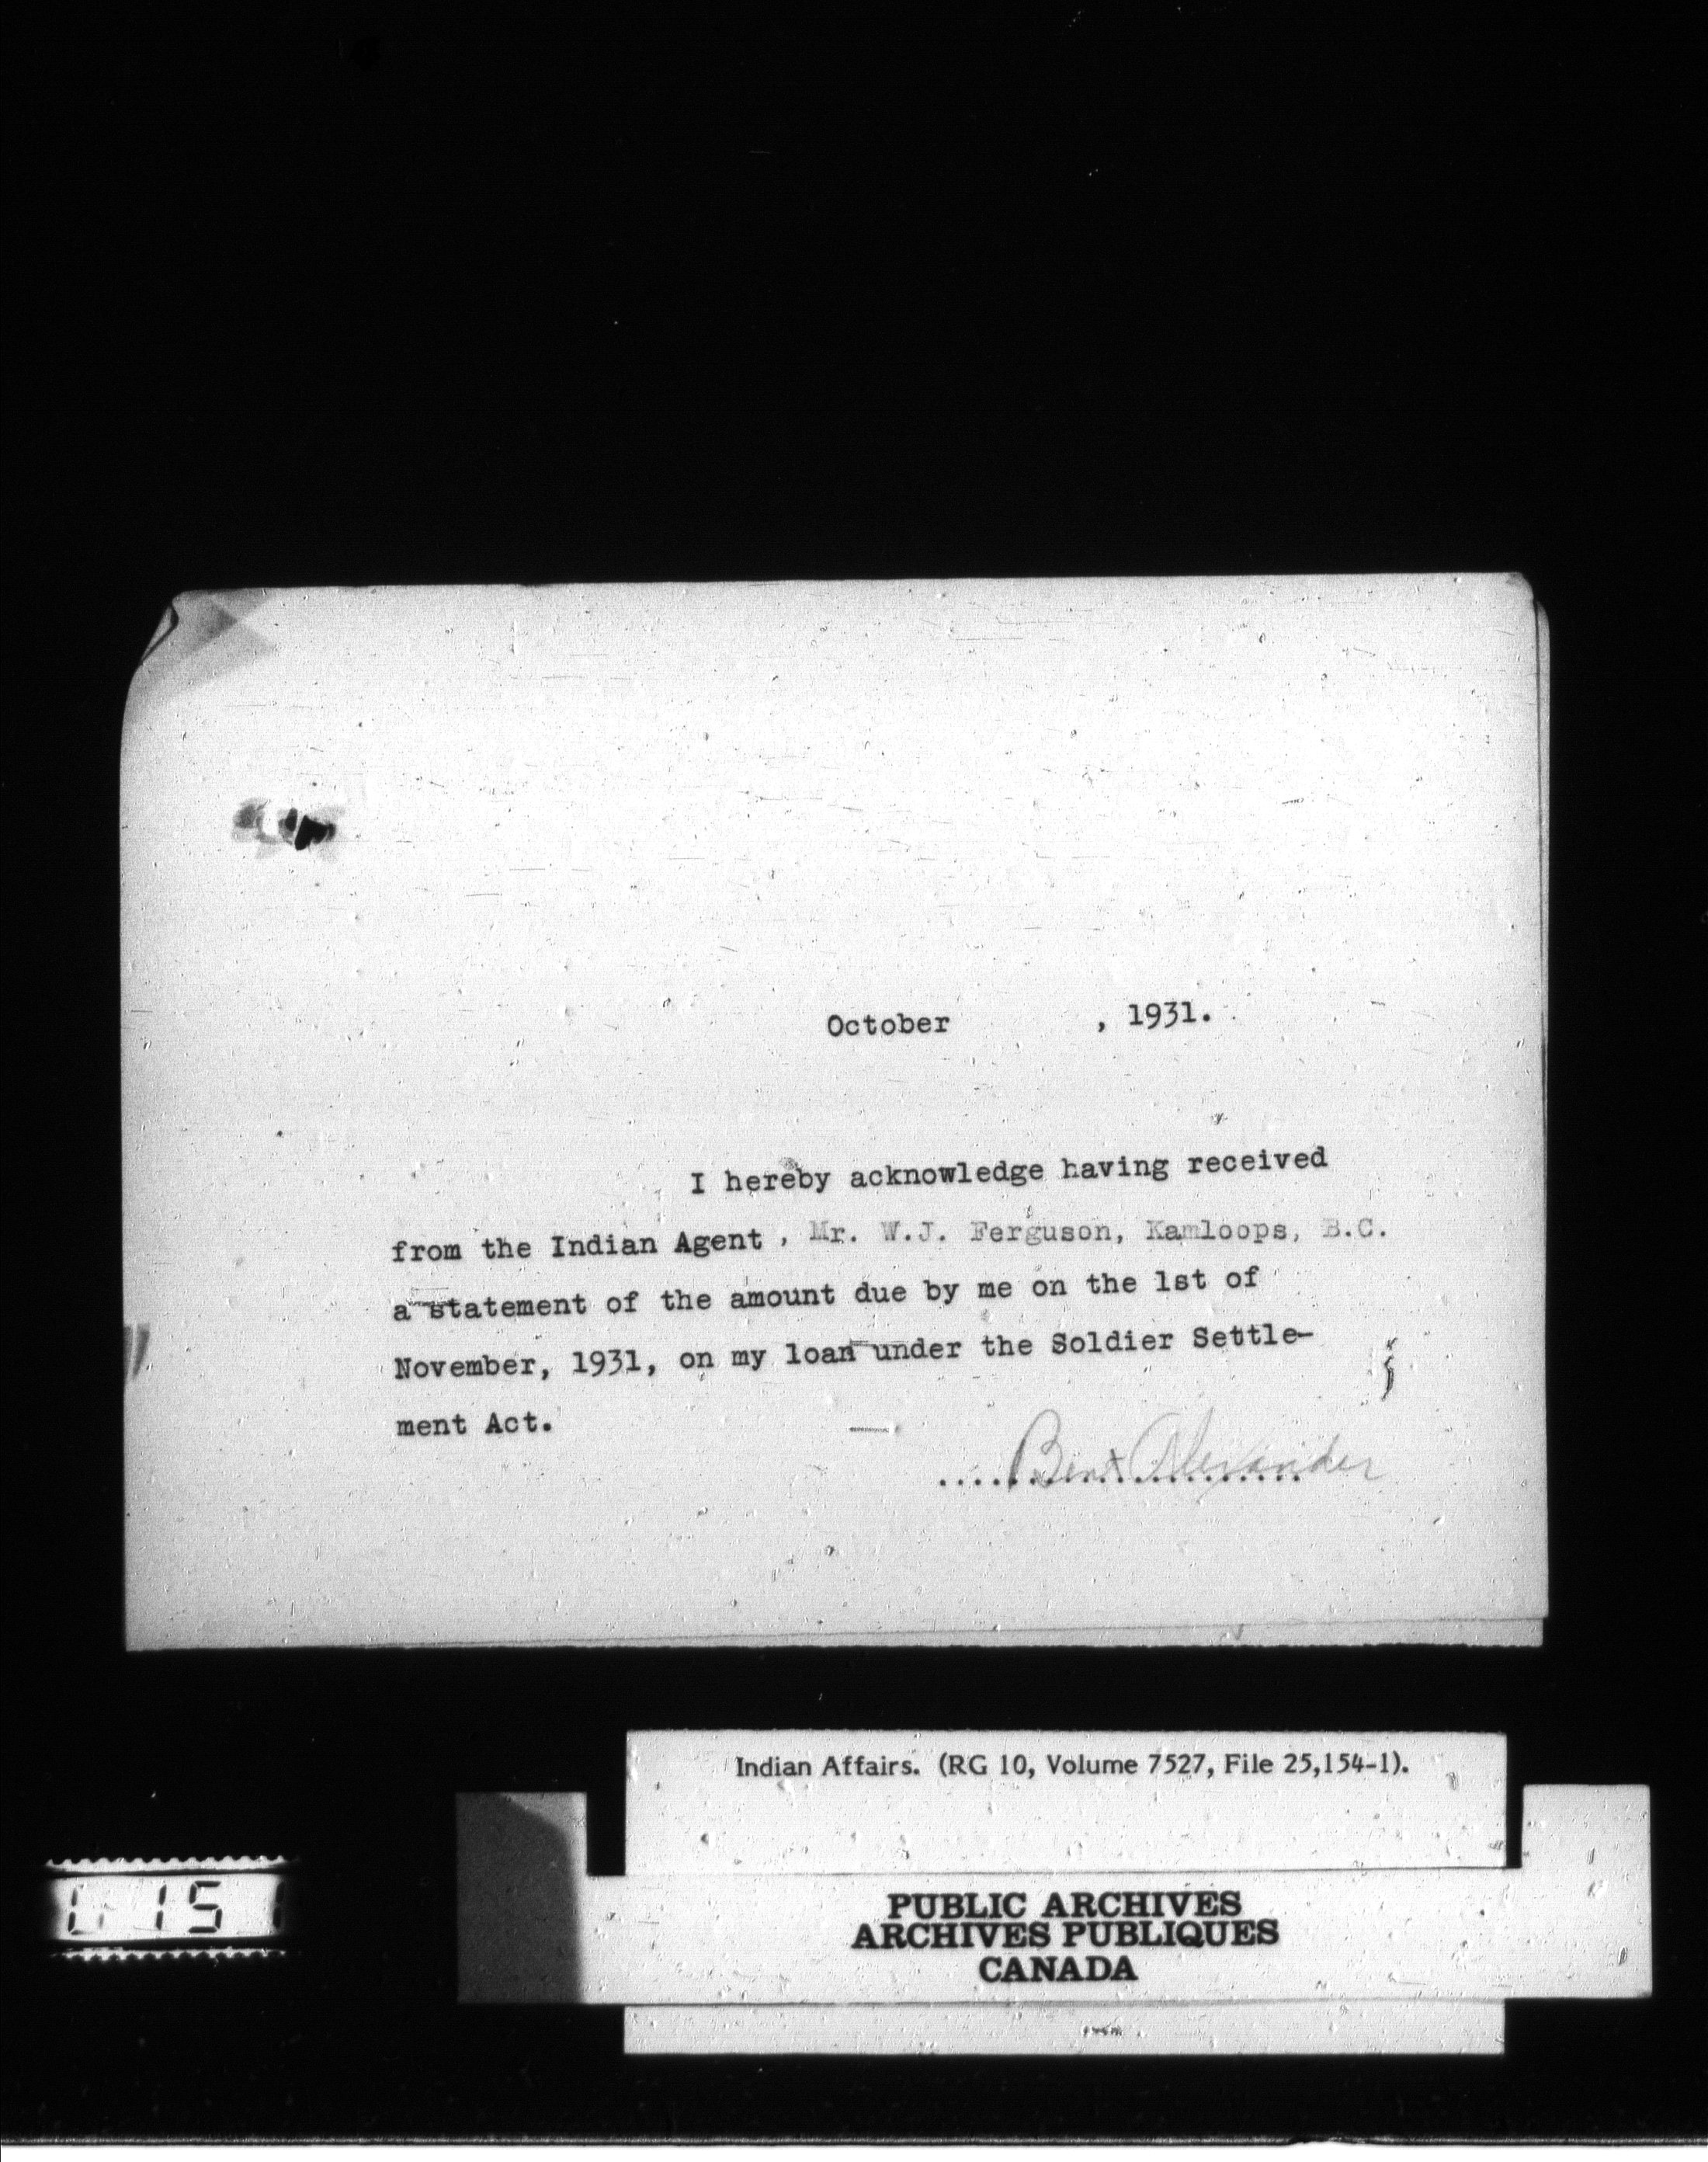 October , 1931.
I hereby acknowledge having received
from the Indian Agent , Mr. W.J. Ferguson, Kamloops, B.C.
a statement of the amount due by me on the 1st of
November, 1931, on my loan under the Soldier Settle-
ment Act.
....Bert Alexander
Indian Affairs. (RG 10, Volume 7527, File 25,154-1).
PUBLIC ARCHIVES
ARCHIVES PUBLIQUES
CANADA